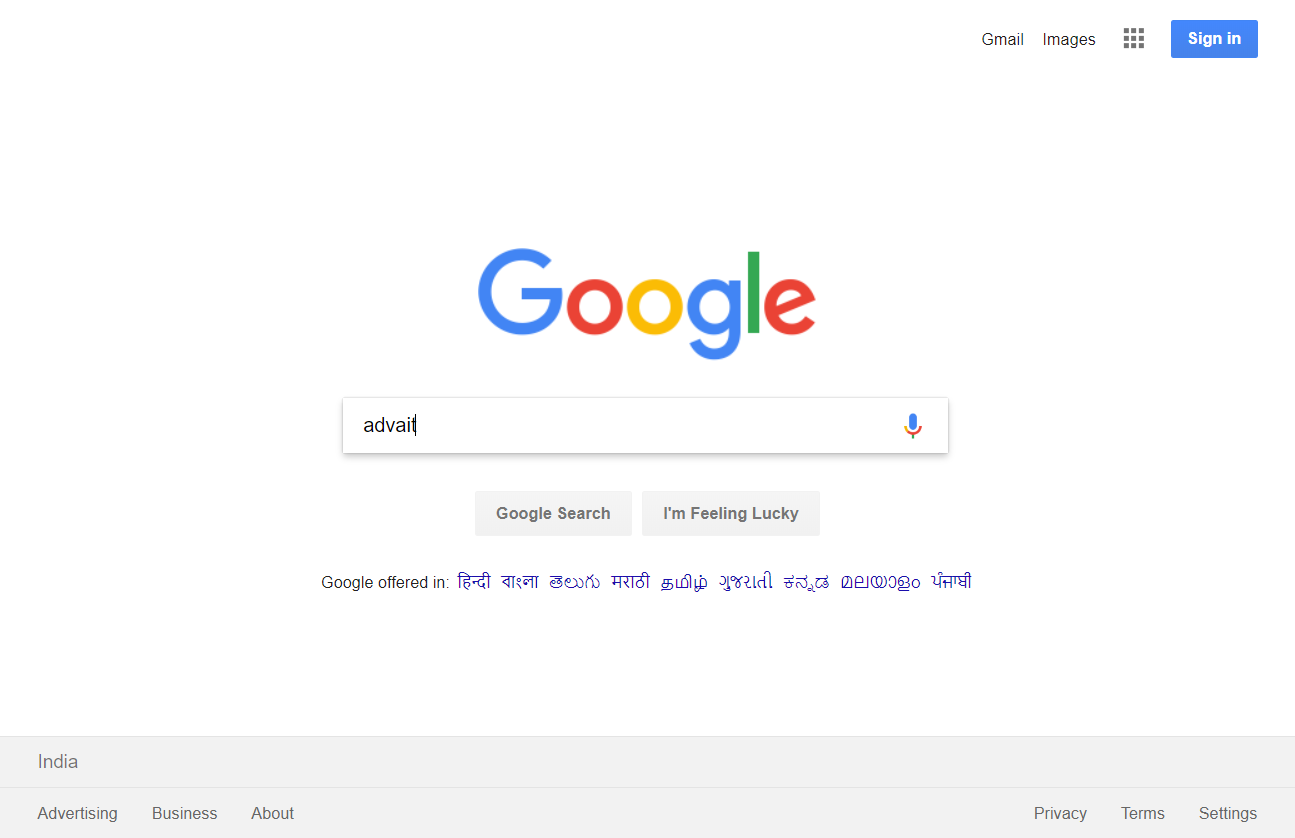 Gmail Images Sign in
Google
advait
Google Search I'm Feeling Lucky
Google offered in: हिन्दी বাংলা తెలుగు मराठी தமிழ் ગુજરાતી ಕನ್ನಡ മലയാളം ਪੰਜਾਬੀ
India
Advertising Business About Privacy Terms Settings